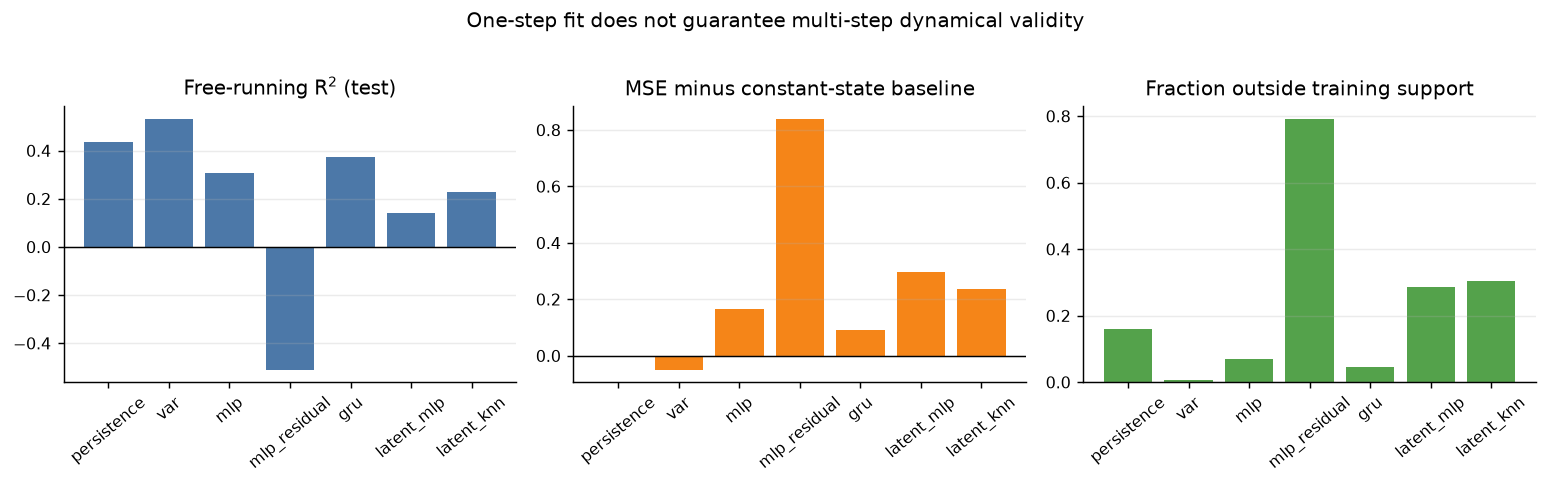 One-step fit does not guarantee multi-step dynamical validity
Free-running R² (test)
0.4
0.2
0.0
−0.2
−0.4
persistence
var
mlp
mlp_residual
gru
latent_mlp
latent_knn
MSE minus constant-state baseline
0.8
0.6
0.4
0.2
0.0
persistence
var
mlp
mlp_residual
gru
latent_mlp
latent_knn
Fraction outside training support
0.8
0.6
0.4
0.2
0.0
persistence
var
mlp
mlp_residual
gru
latent_mlp
latent_knn